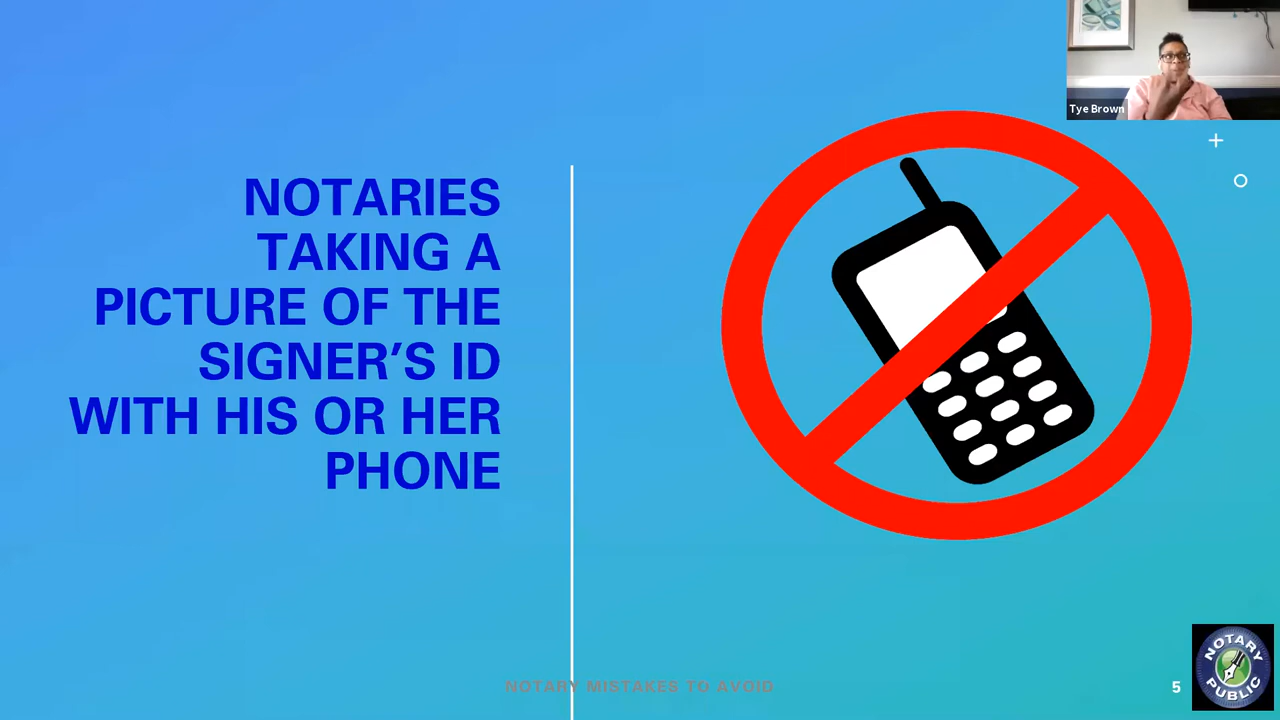 Tye Brown
NOTARIES
TAKING A
PICTURE OF THE
SIGNER’S ID
WITH HIS OR HER
PHONE
NOTARY MISTAKES TO AVOID
5
NOTARY
PUBLIC